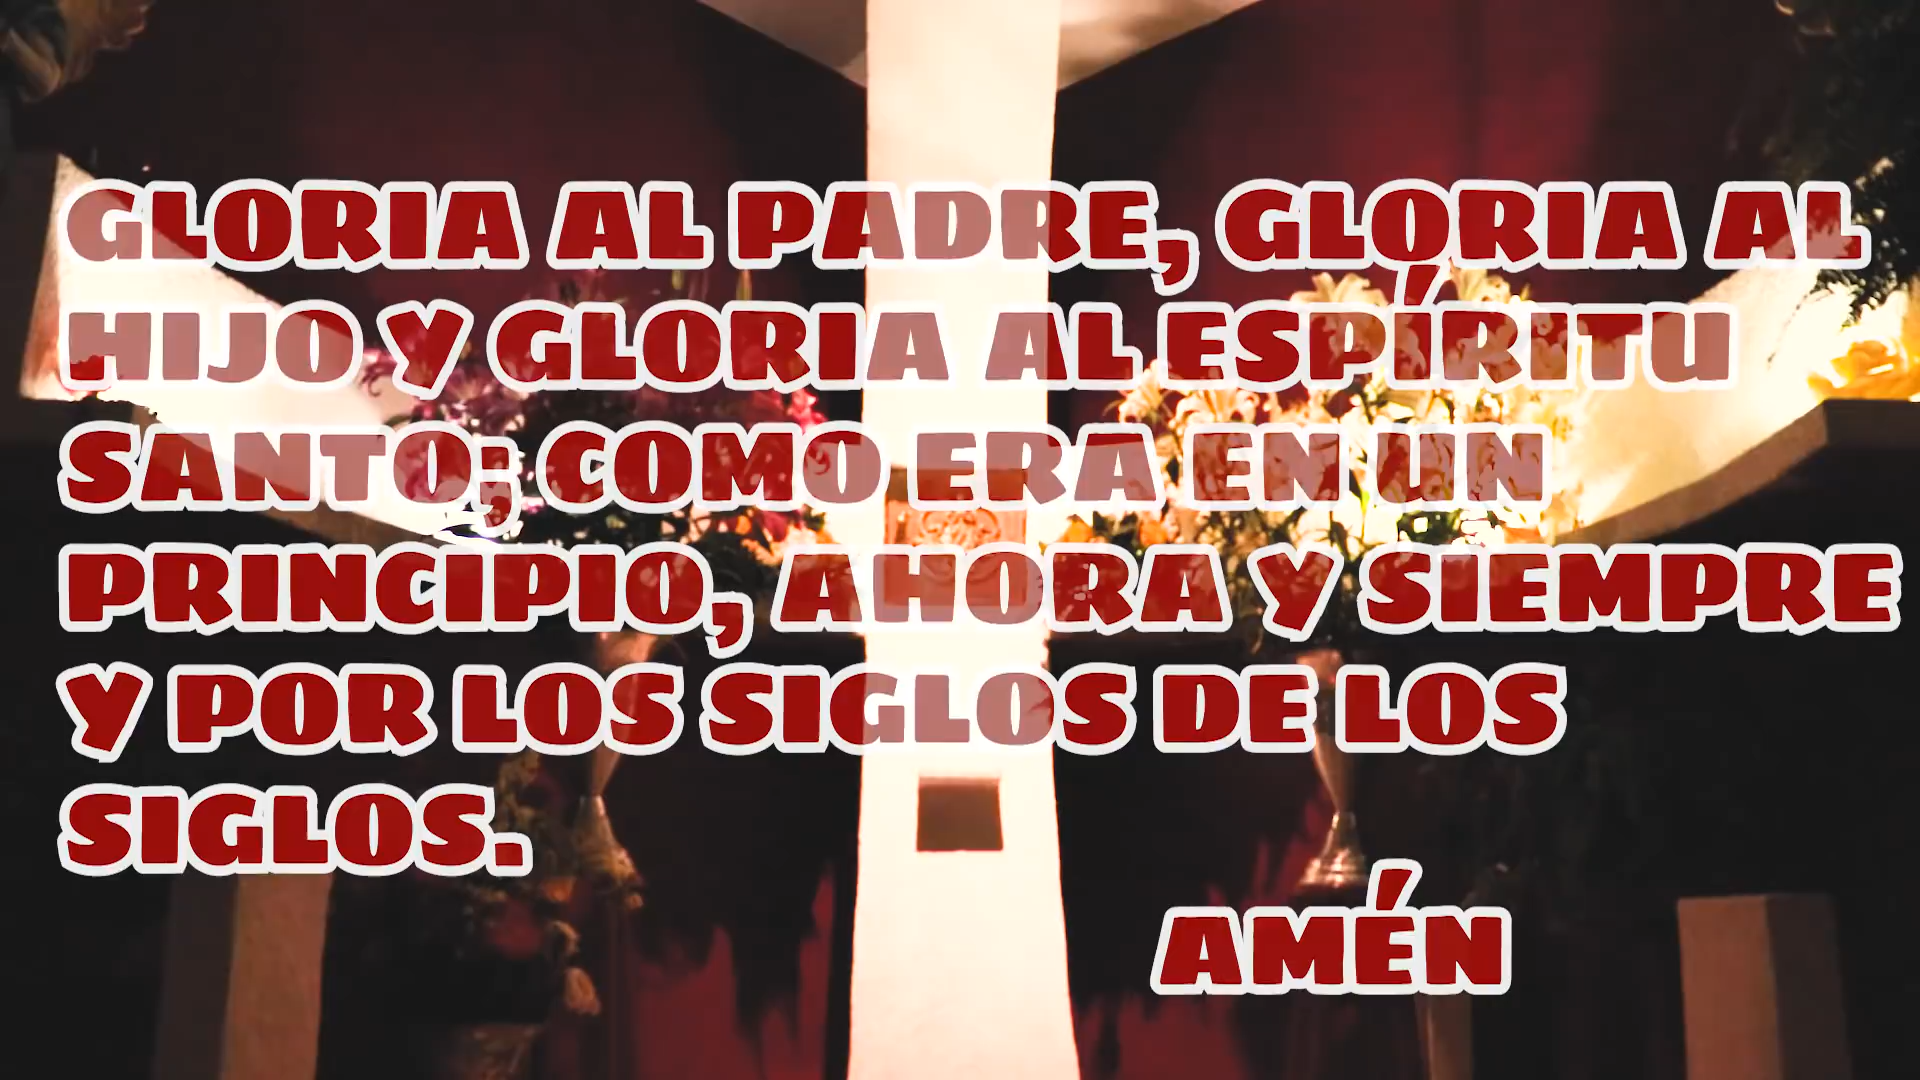 GLORIA AL PADRE, GLORIA AL
HIJO Y GLORIA AL ESPÍRITU
SANTO; COMO ERA EN UN
PRINCIPIO, AHORA Y SIEMPRE
Y POR LOS SIGLOS DE LOS
SIGLOS.
AMÉN